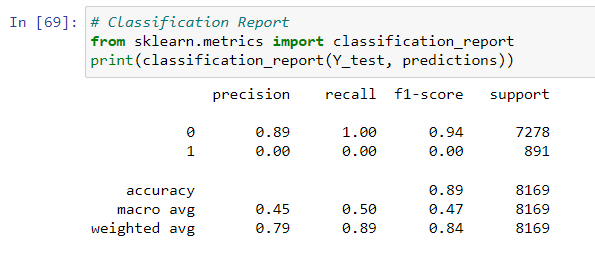 In [69]: # Classification Report
from sklearn.metrics import classification_report
print(classification_report(Y_test, predictions))
precision recall f1-score support
0 0.89 1.00 0.94 7278
1 0.00 0.00 0.00 891
accuracy 0.89 8169
macro avg 0.45 0.50 0.47 8169
weighted avg 0.79 0.89 0.84 8169